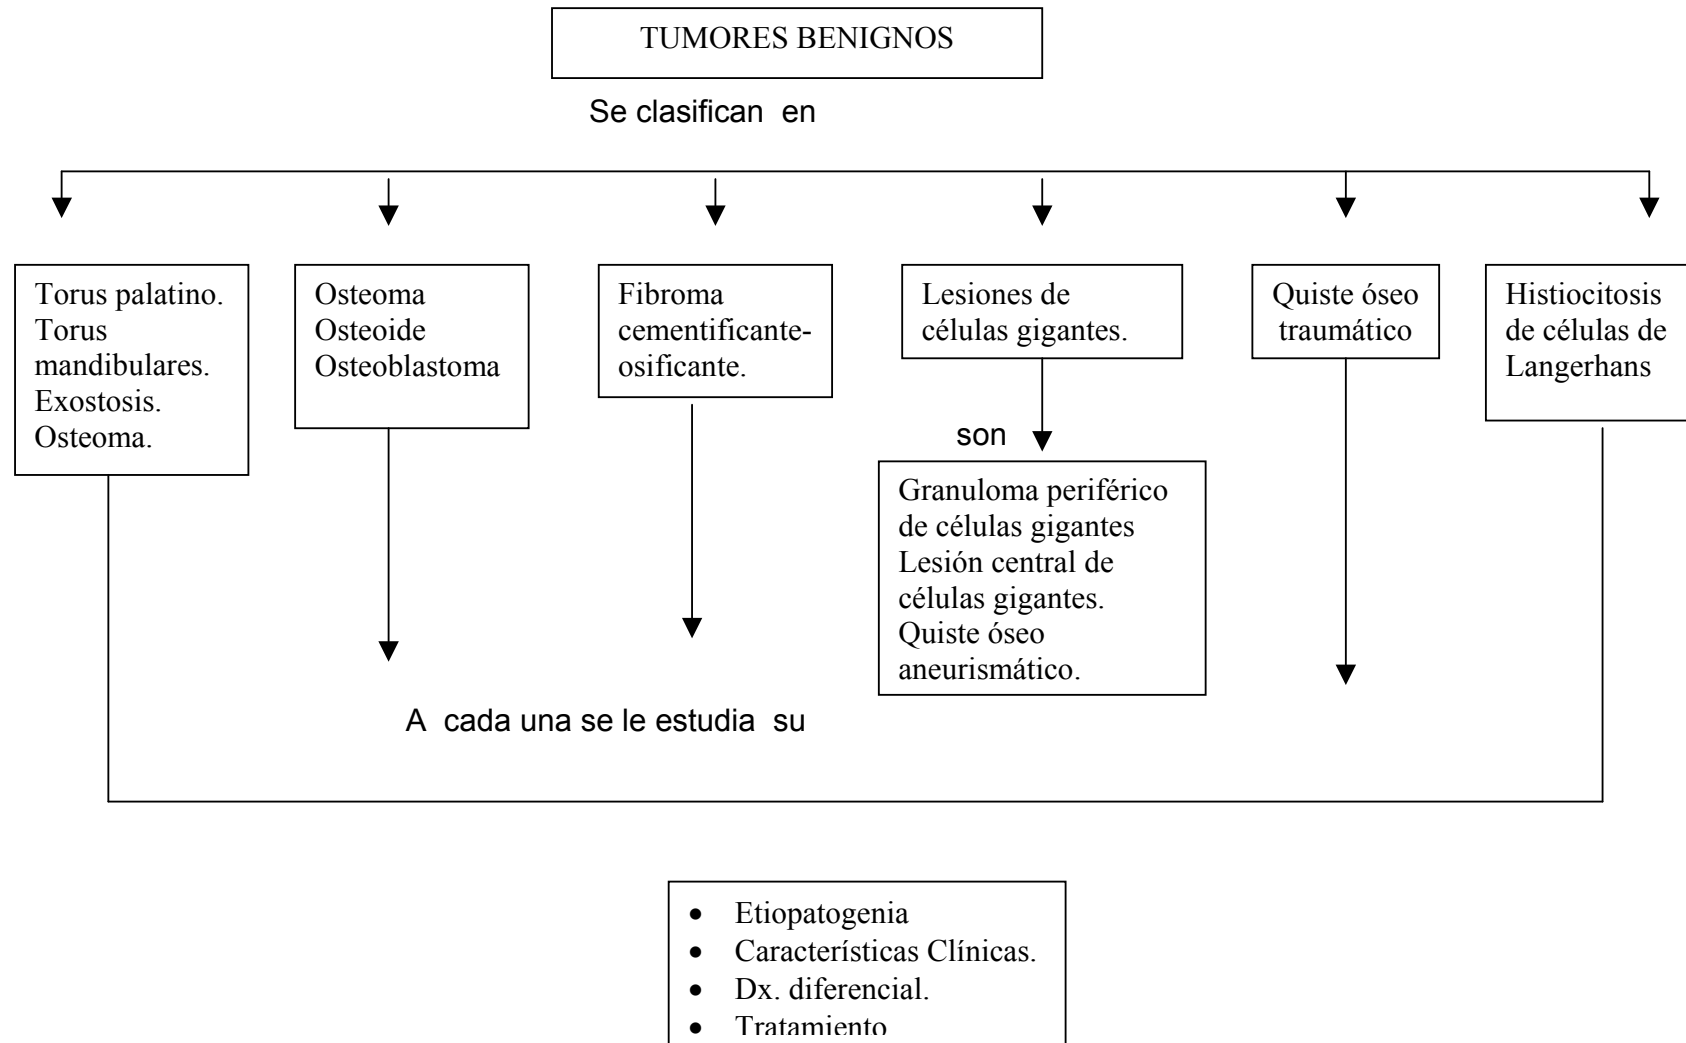 TUMORES BENIGNOS
Se clasifican en
Torus palatino.
Torus
mandibulares.
Exostosis.
Osteoma.
Osteoma
Osteoide
Osteoblastoma
Fibroma
cementificante-
osificante.
Lesiones de
células gigantes.
Quiste óseo
traumático
Histiocitosis
de células de
Langerhans
son
Granuloma periférico
de células gigantes
Lesión central de
células gigantes.
Quiste óseo
aneurismático.
A cada una se le estudia su
• Etiopatogenia
• Características Clínicas.
• Dx. diferencial.
• Tratamiento